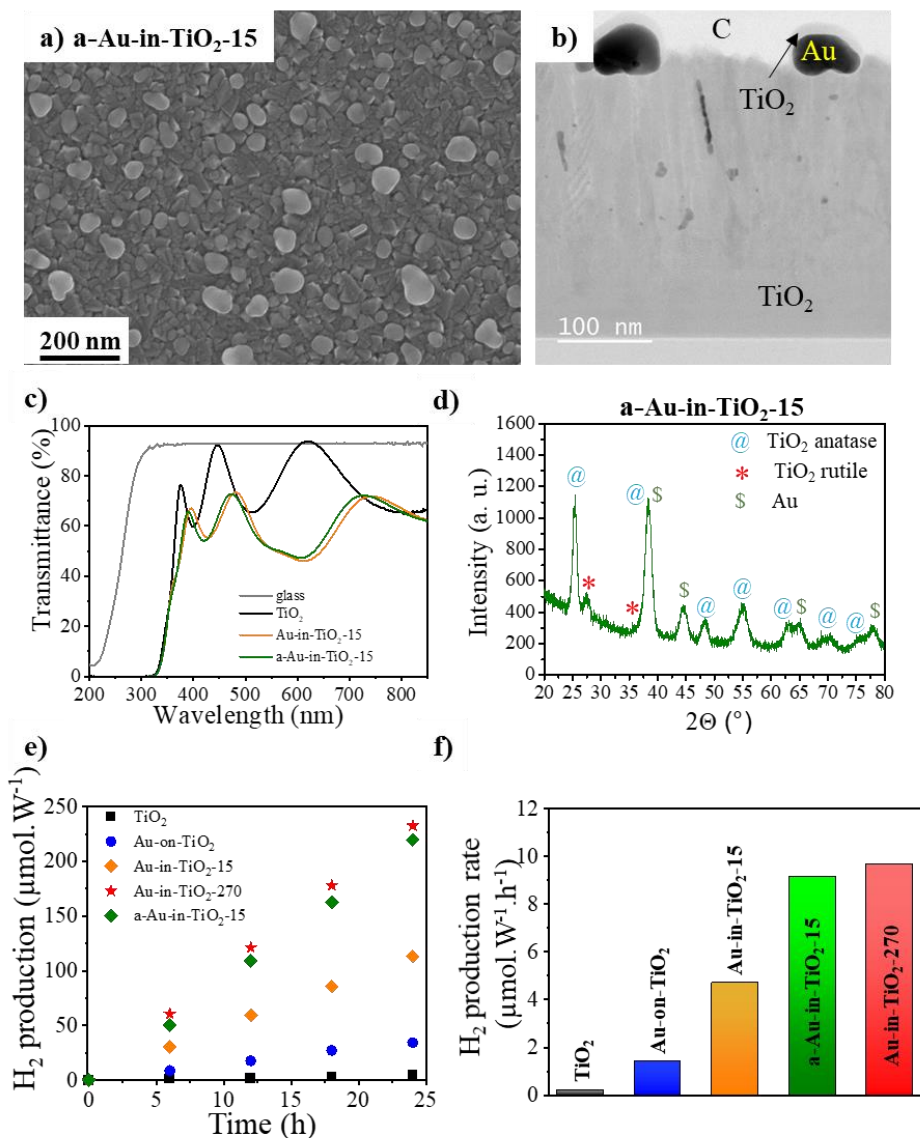 a) a-Au-in-TiO₂-15
200 nm
b)
C
Au
TiO₂
TiO₂
100 nm
c)
Transmittance (%)
100
80
60
40
20
0
glass
TiO₂
Au-in-TiO₂-15
a-Au-in-TiO₂-15
200 300 400 500 600 700 800
Wavelength (nm)
d)
a-Au-in-TiO₂-15
Intensity (a. u.)
1600
1400
1200
1000
800
600
400
200
0
@ TiO₂ anatase
* TiO₂ rutile
$ Au
@
*
*
@
$
$
@
@
@
$
@
@
$
20 25 30 35 40 45 50 55 60 65 70 75 80
2Θ (°)
e)
H₂ production (µmol.W⁻¹)
250
200
150
100
50
0
TiO₂
Au-on-TiO₂
Au-in-TiO₂-15
Au-in-TiO₂-270
a-Au-in-TiO₂-15
0 5 10 15 20 25
Time (h)
f)
H₂ production rate
(µmol.W⁻¹.h⁻¹)
12
10
8
6
4
2
0
TiO₂
Au-on-TiO₂
Au-in-TiO₂-15
a-Au-in-TiO₂-15
Au-in-TiO₂-270